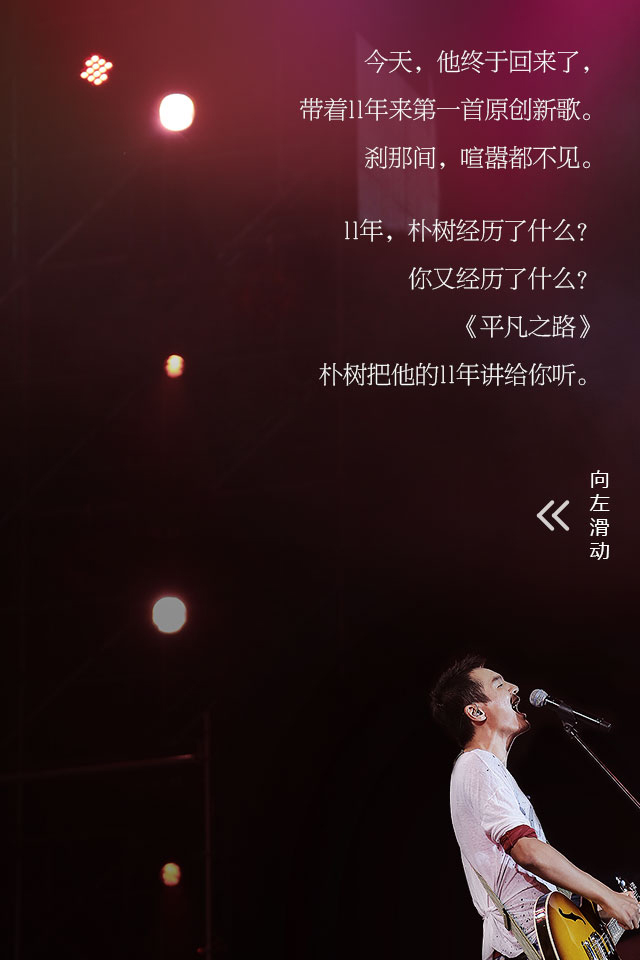 今天，他终于回来了，
带着11年来第一首原创新歌。
刹那间，喧嚣都不见。
11年，朴树经历了什么？
你又经历了什么？
《平凡之路》
朴树把他的11年讲给你听。
向左滑动